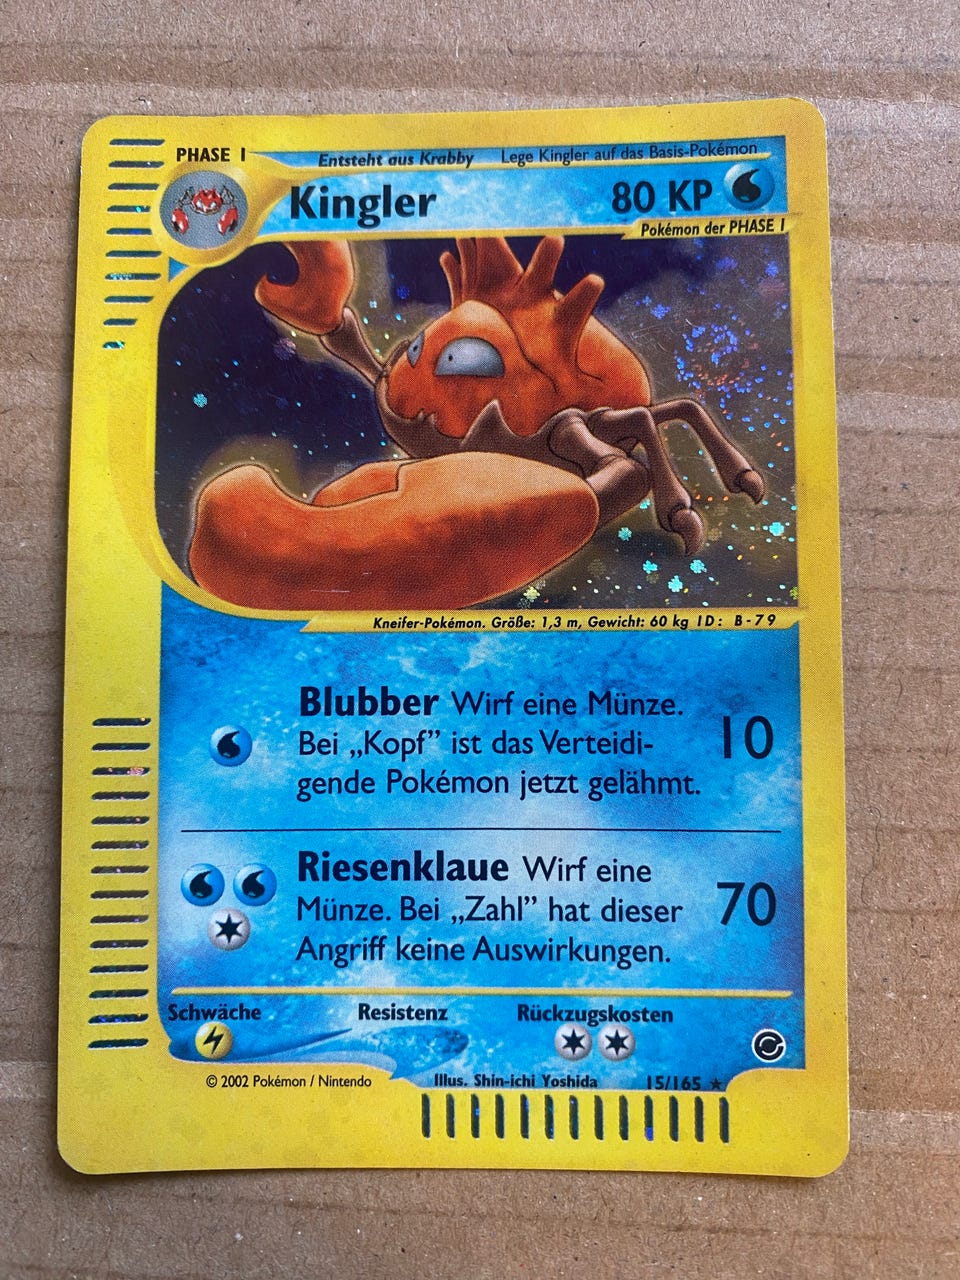 PHASE I
Entsteht aus Krabby Lege Kingler auf das Basis-Pokémon
Kingler 80 KP
Pokémon der PHASE I
Kneifer-Pokémon. Größe: 1,3 m, Gewicht: 60 kg ID: B-79
Blubber Wirf eine Münze.
Bei „Kopf” ist das Verteidi-
gende Pokémon jetzt gelähmt.
10
Riesenklaue Wirf eine
Münze. Bei „Zahl” hat dieser
Angriff keine Auswirkungen.
70
Schwäche Resistenz Rückzugskosten
© 2002 Pokémon / Nintendo Illus. Shin-ichi Yoshida 15/165 ★